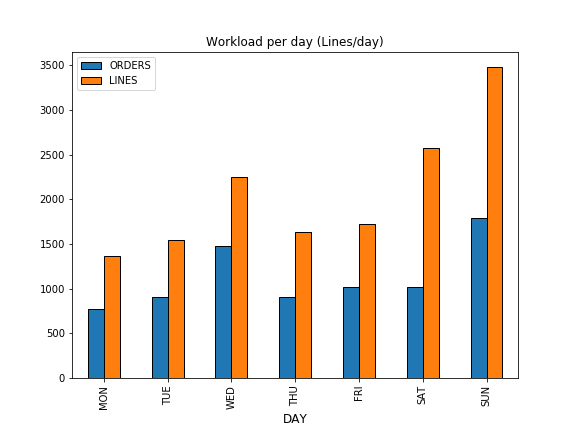 Workload per day (Lines/day)
ORDERS
LINES
3500
3000
2500
2000
1500
1000
500
0
MON TUE WED THU FRI SAT SUN
DAY